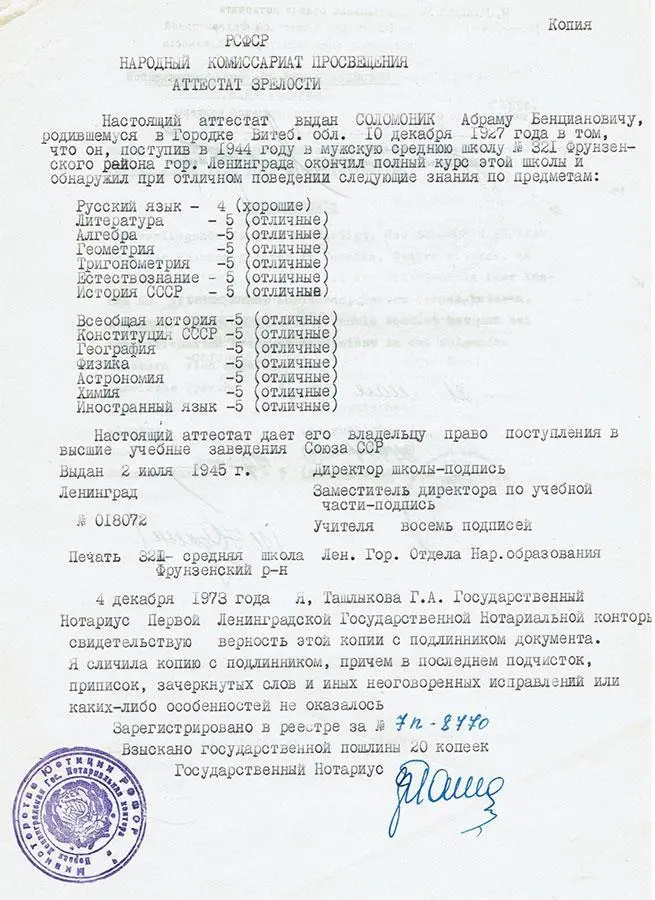 Копия
РСФСР
НАРОДНЫЙ КОМИССАРИАТ ПРОСВЕЩЕНИЯ
АТТЕСТАТ ЗРЕЛОСТИ
Настоящий аттестат выдан СОЛОМОНИК Абраму Бенциановичу,
родившемуся в Городке Витеб. обл. 10 декабря 1927 года в том,
что он, поступив в 1944 году в мужскую среднюю школу № 321 Фрунзен-
ского района гор. Ленинграда окончил полный курс этой школы и
обнаружил при отличном поведении следующие знания по предметам:
Русский язык - 4 (хорошие)
Литература - 5 (отличные)
Алгебра -5 (отличные)
Геометрия -5 (отличные)
Тригонометрия -5 (отличные)
Естествознание - 5 (отличные)
История СССР - 5 (отличные)
Всеобщая история -5 (отличные)
Конституция СССР -5 (отличные)
География -5 (отличные)
Физика -5 (отличные)
Астрономия -5 (отличные)
Химия -5 (отличные)
Иностранный язык -5 (отличные)
Настоящий аттестат дает его владельцу право поступления в
высшие учебные заведения Союза ССР
Выдан 2 июля 1945 г. Директор школы-подпись
Ленинград Заместитель директора по учебной
части-подпись
№ 018072
Учителя восемь подписей
Печать 321- средняя школа Лен. Гор. Отдела Нар.образования
Фрунзенский р-н
4 декабря 1973 года Я, Ташлыкова Г.А. Государственный
Нотариус Первой Ленинградской Государственной Нотариальной конторы
свидетельствую верность этой копии с подлинником документа.
Я сличила копию с подлинником, причем в последнем подчисток,
приписок, зачеркнутых слов и иных неоговоренных исправлений или
каких-либо особенностей не оказалось
Зарегистрировано в реестре за № 7п-8770
Взыскано государственной пошлины 20 копеек
Государственный Нотариус
Министерство Юстиции РСФСР
Первая Ленинградская Гос. Нотариальная контора